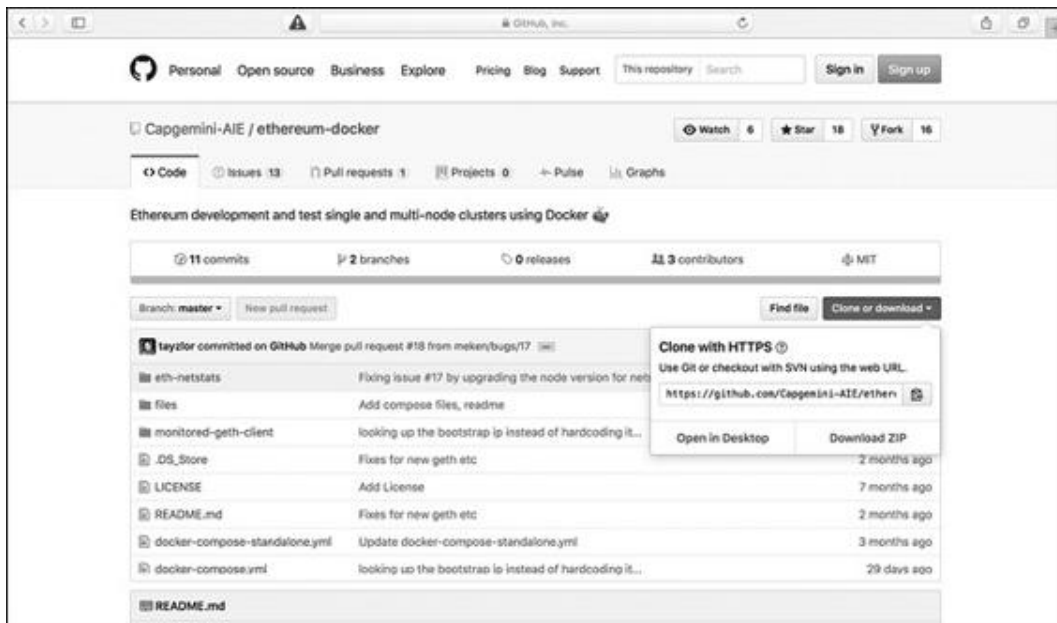 GitHub, Inc.
Personal Open source Business Explore Pricing Blog Support This repository Search Sign in Sign up
Capgemini-AIE / ethereum-docker Watch 6 Star 18 Fork 16
Code Issues 13 Pull requests 1 Projects 0 Pulse Graphs
Ethereum development and test single and multi-node clusters using Docker
11 commits 2 branches 0 releases 3 contributors MIT
Branch: master New pull request Find file Clone or download
tayzlor committed on GitHub Merge pull request #18 from meken/bugs/17
Clone with HTTPS
Use Git or checkout with SVN using the web URL.
https://github.com/Capgemini-AIE/ether
Open in Desktop Download ZIP
eth-netstats Fixing issue #17 by upgrading the node version for net
files Add compose files, readme
monitored-geth-client looking up the bootstrap ip instead of hardcoding it...
.DS_Store Fixes for new geth etc 2 months ago
LICENSE Add License 7 months ago
README.md Fixes for new geth etc 2 months ago
docker-compose-standalone.yml Update docker-compose-standalone.yml 3 months ago
docker-compose.yml looking up the bootstrap ip instead of hardcoding it... 29 days ago
README.md